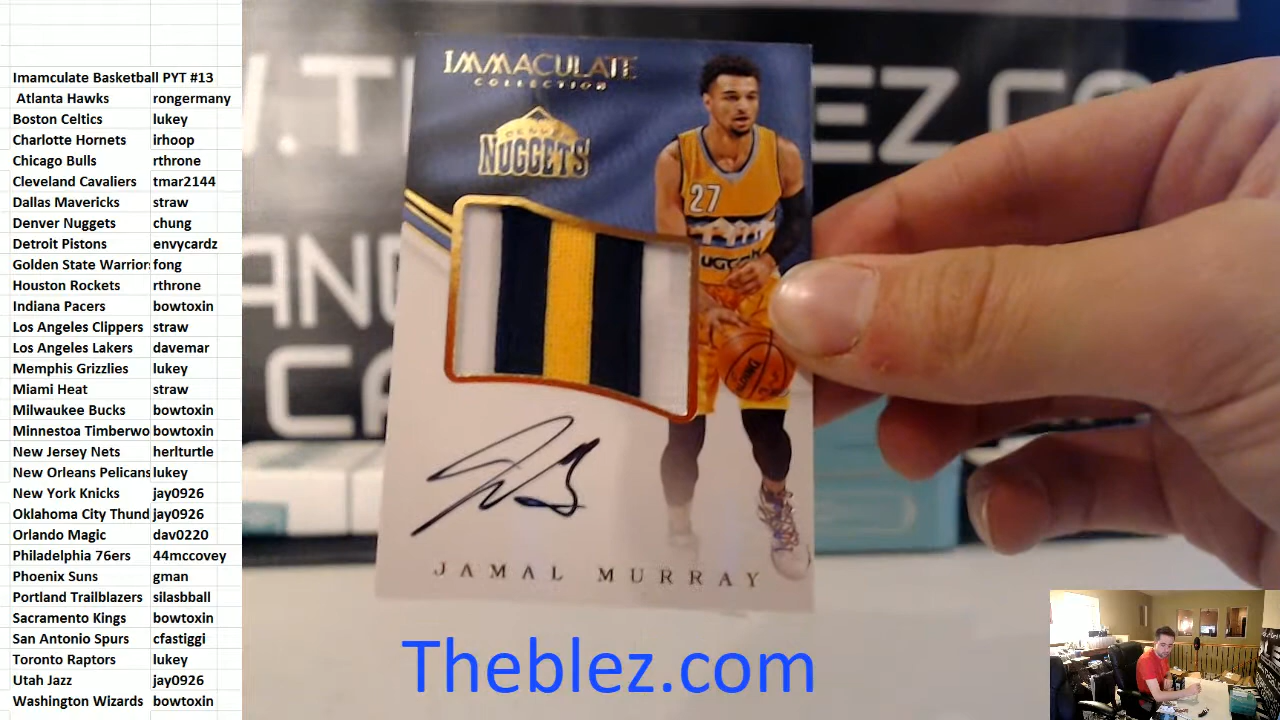 Imamculate Basketball PYT #13
Atlanta Hawks rongermany
Boston Celtics lukey
Charlotte Hornets irhoop
Chicago Bulls rthrone
Cleveland Cavaliers tmar2144
Dallas Mavericks straw
Denver Nuggets chung
Detroit Pistons envycardz
Golden State Warrior fong
Houston Rockets rthrone
Indiana Pacers bowtoxin
Los Angeles Clippers straw
Los Angeles Lakers davemar
Memphis Grizzlies lukey
Miami Heat straw
Milwaukee Bucks bowtoxin
Minnestoa Timberwo bowtoxin
New Jersey Nets herlturtle
New Orleans Pelicans lukey
New York Knicks jay0926
Oklahoma City Thund jay0926
Orlando Magic dav0220
Philadelphia 76ers 44mccovey
Phoenix Suns gman
Portland Trailblazers silasbball
Sacramento Kings bowtoxin
San Antonio Spurs cfastiggi
Toronto Raptors lukey
Utah Jazz jay0926
Washington Wizards bowtoxin
IMMACULATE
COLLECTION
DENVER
NUGGETS
27
JAMAL MURRAY
Theblez.com